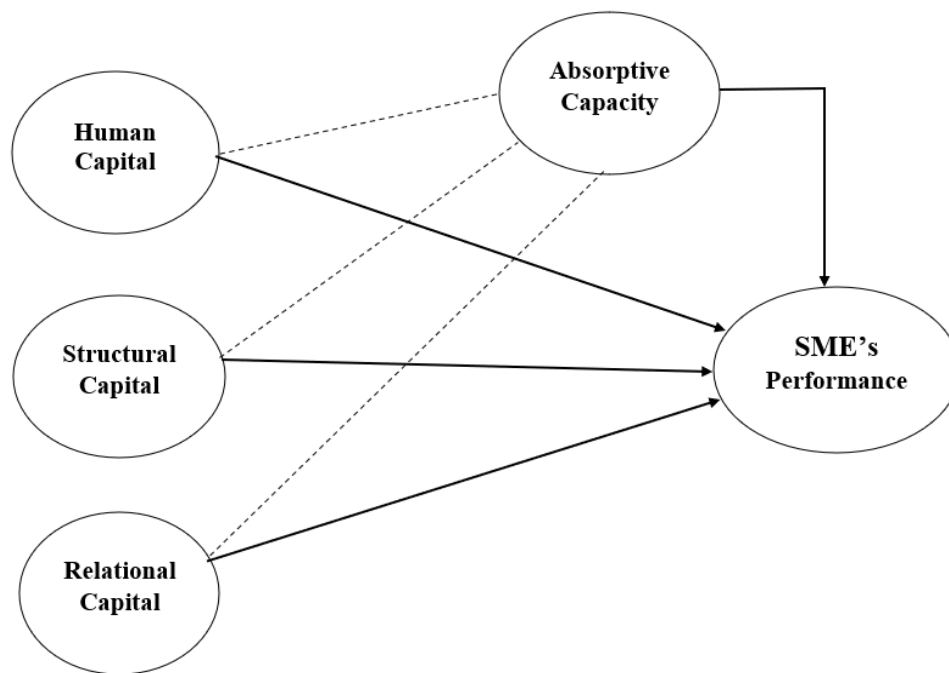 Absorptive
Capacity
Human
Capital
Structural
Capital
SME’s
Performance
Relational
Capital